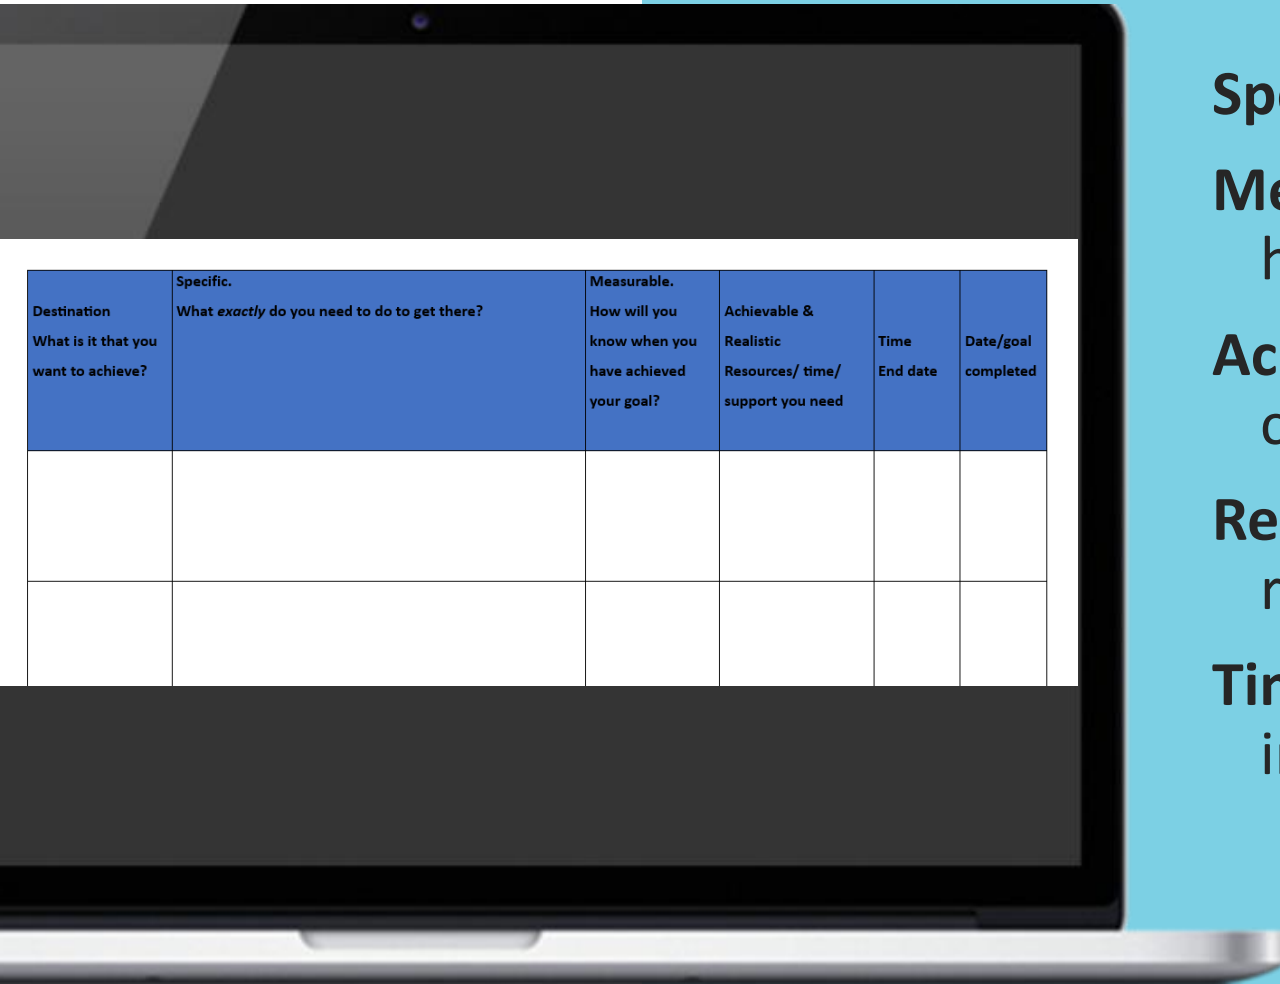 Destination
What is it that you
want to achieve?
Specific.
What exactly do you need to do to get there?
Measurable.
How will you
know when you
have achieved
your goal?
Achievable &
Realistic
Resources/ time/
support you need
Time
End date
Date/goal
completed